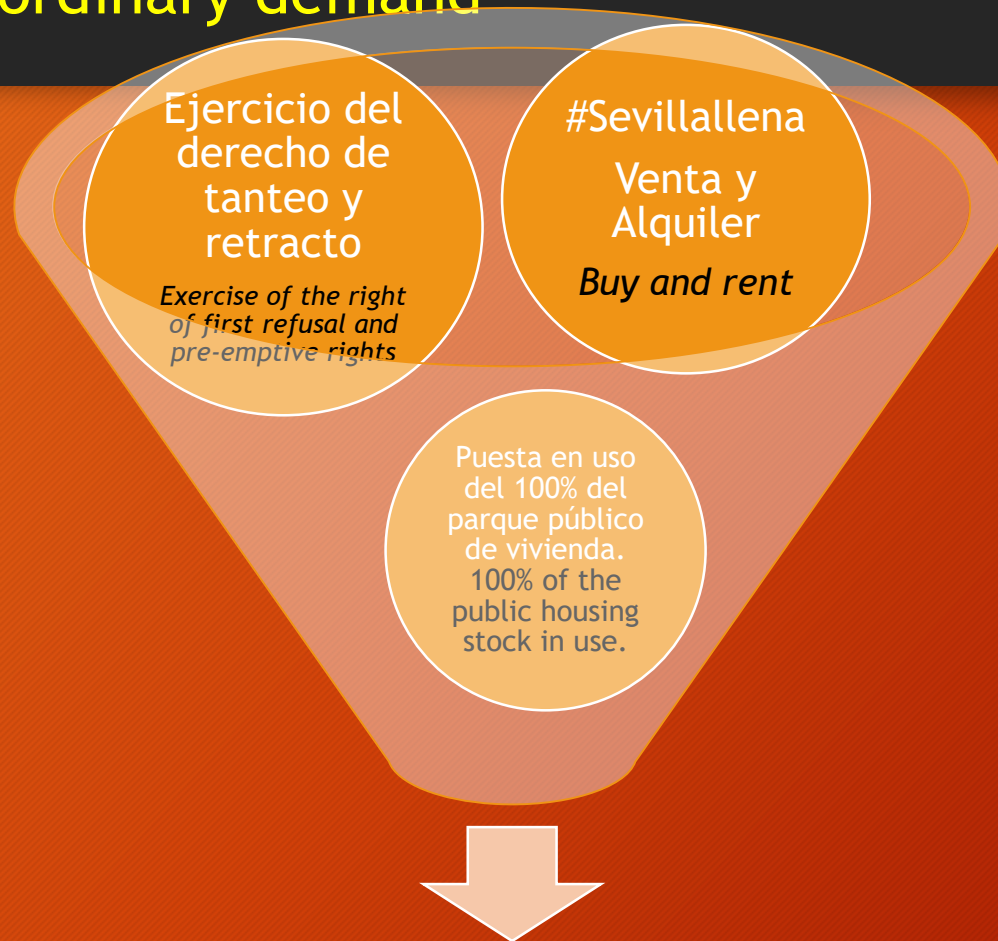 ordinary demand
Ejercicio del
derecho de
tanteo y
retracto
Exercise of the right
of first refusal and
pre-emptive rights
#Sevillallena
Venta y
Alquiler
Buy and rent
Puesta en uso
del 100% del
parque público
de vivienda.
100% of the
public housing
stock in use.